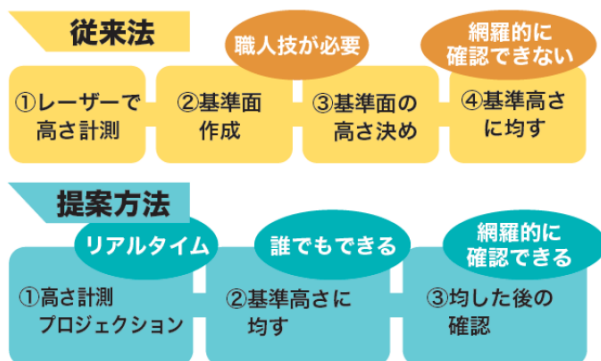 従来法
職人技が必要
網羅的に
確認できない
①レーザーで
高さ計測
②基準面
作成
③基準面の
高さ決め
④基準高さ
に均す
提案方法
リアルタイム
誰でもできる
網羅的に
確認できる
①高さ計測
プロジェクション
②基準高さに
均す
③均した後の
確認